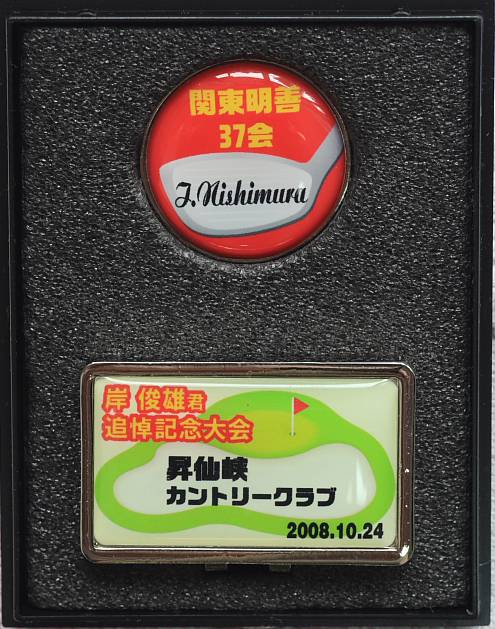 関東明善
37会
J.Nishimura
岸 俊雄君
追悼記念大会
昇仙峡
カントリークラブ
2008.10.24